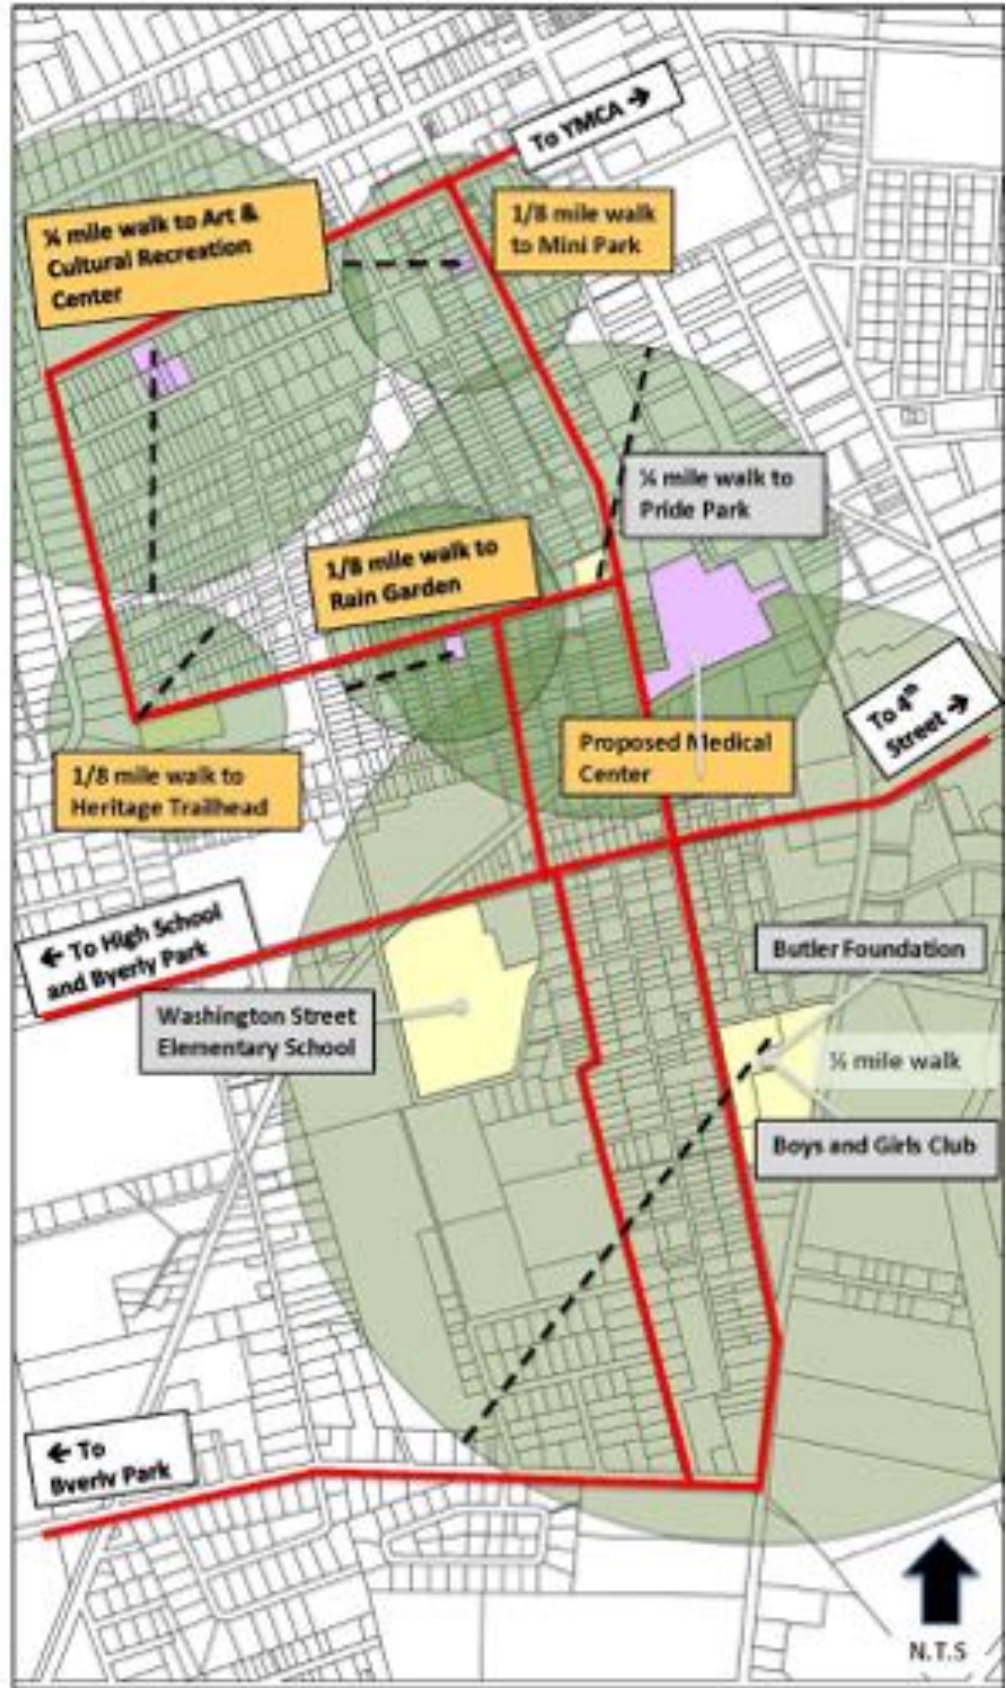 To YMCA →
¼ mile walk to Art &
Cultural Recreation
Center
1/8 mile walk
to Mini Park
¼ mile walk to
Pride Park
1/8 mile walk to
Rain Garden
To 4th
Street →
Proposed Medical
Center
1/8 mile walk to
Heritage Trailhead
← To High School
and Byerly Park
Butler Foundation
Washington Street
Elementary School
½ mile walk
Boys and Girls Club
← To
Byerly Park
N.T.S